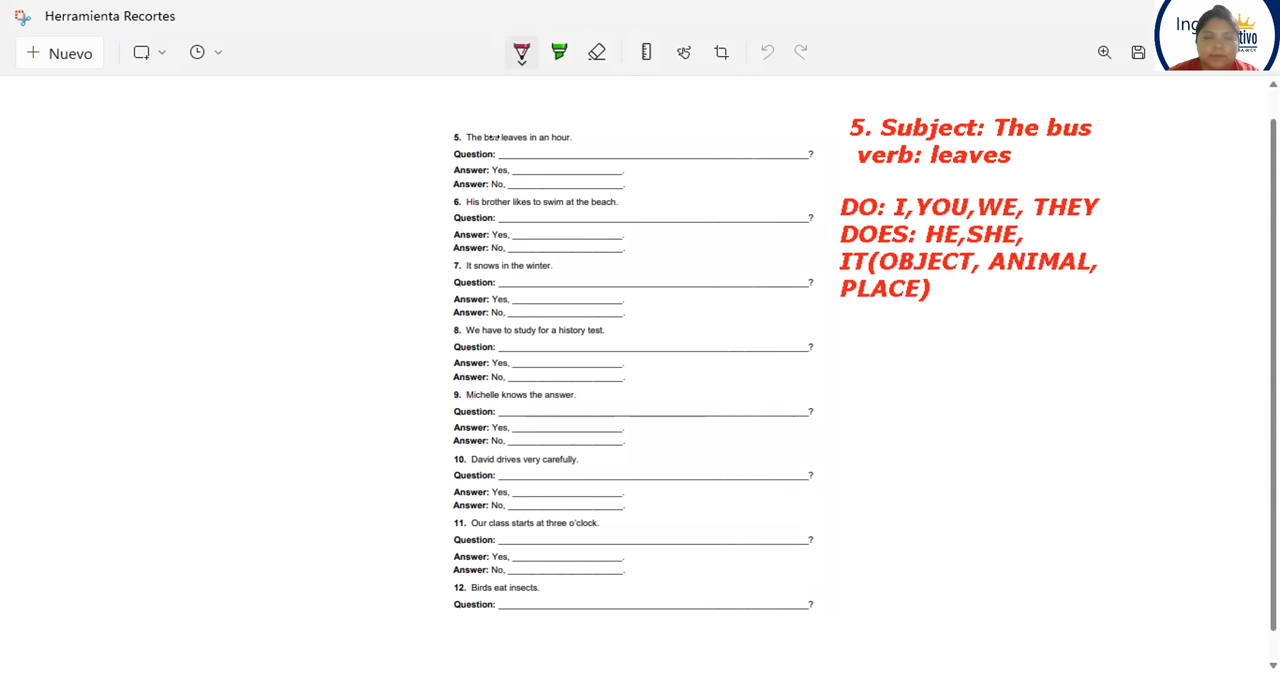 Herramienta Recortes
Nuevo
5. The bus leaves in an hour.
Question: ?
Answer: Yes, .
Answer: No, .
6. His brother likes to swim at the beach.
Question: ?
Answer: Yes, .
Answer: No, .
7. It snows in the winter.
Question: ?
Answer: Yes, .
Answer: No, .
8. We have to study for a history test.
Question: ?
Answer: Yes, .
Answer: No, .
9. Michelle knows the answer.
Question: ?
Answer: Yes, .
Answer: No, .
10. David drives very carefully.
Question: ?
Answer: Yes, .
Answer: No, .
11. Our class starts at three o'clock.
Question: ?
Answer: Yes, .
Answer: No, .
12. Birds eat insects.
Question: ?
5. Subject: The bus
verb: leaves
DO: I,YOU,WE, THEY
DOES: HE,SHE,
IT(OBJECT, ANIMAL,
PLACE)